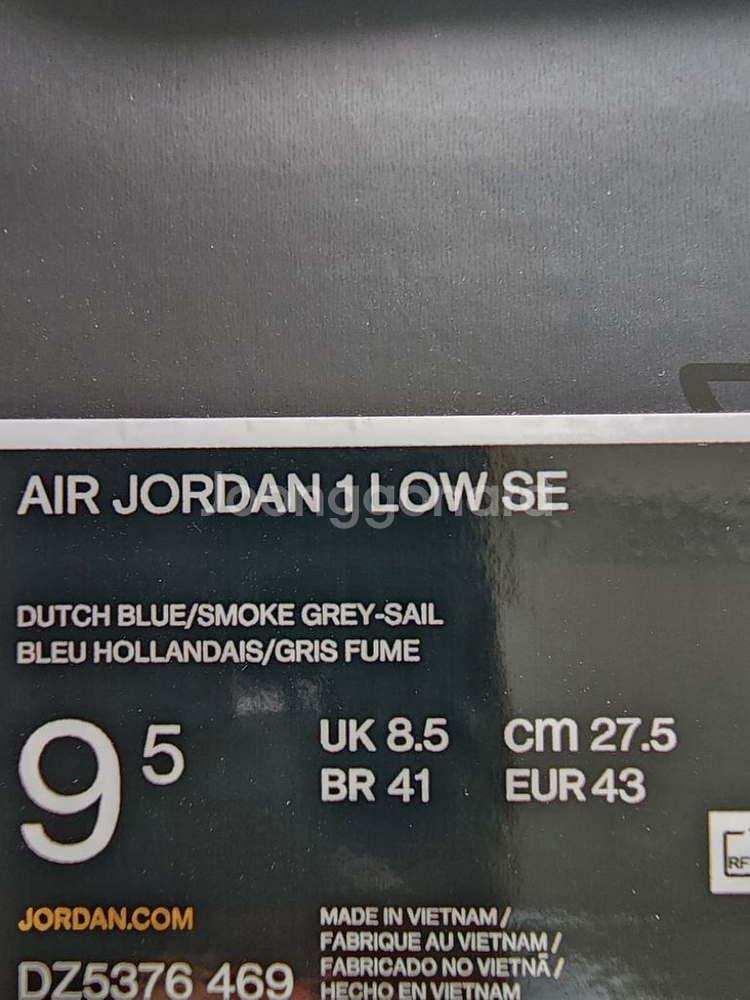 AIR JORDAN 1 LOW SE
DUTCH BLUE/SMOKE GREY-SAIL
BLEU HOLLANDAIS/GRIS FUME
9 5
UK 8.5 cm 27.5
BR 41 EUR 43
JORDAN.COM
DZ5376 469
MADE IN VIETNAM /
FABRIQUE AU VIETNAM /
FABRICADO NO VIETNÃ /
HECHO EN VIETNAM